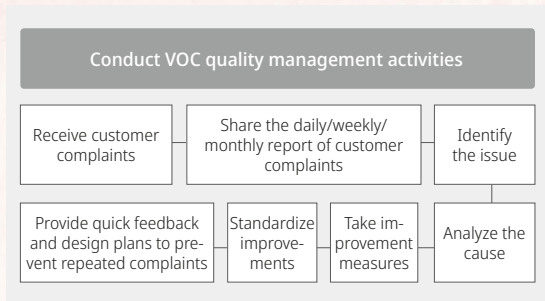 Conduct VOC quality management activities
Receive customer
complaints
Share the daily/weekly/
monthly report of customer
complaints
Identify
the issue
Provide quick feedback
and design plans to pre-
vent repeated complaints
Standardize
improve-
ments
Take im-
provement
measures
Analyze the
cause